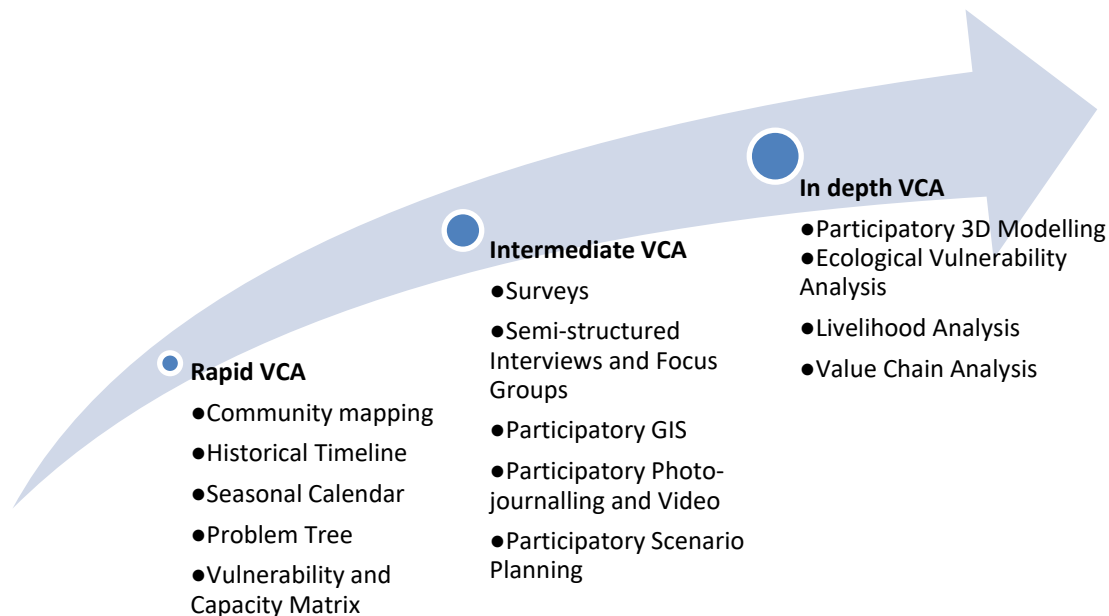 Rapid VCA
●Community mapping
●Historical Timeline
●Seasonal Calendar
●Problem Tree
●Vulnerability and
Capacity Matrix
Intermediate VCA
●Surveys
●Semi-structured
Interviews and Focus
Groups
●Participatory GIS
●Participatory Photo-
journalling and Video
●Participatory Scenario
Planning
In depth VCA
●Participatory 3D Modelling
●Ecological Vulnerability
Analysis
●Livelihood Analysis
●Value Chain Analysis